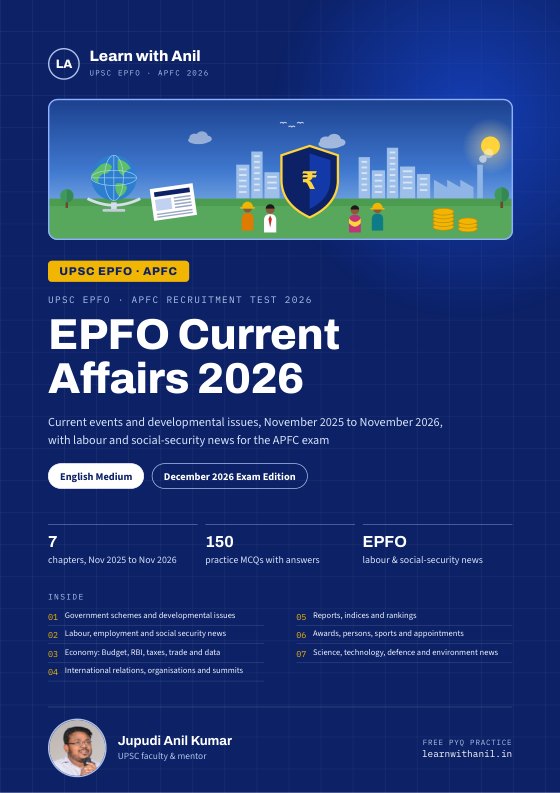 LA
Learn with Anil
UPSC EPFO · APFC 2026
₹
UPSC EPFO · APFC
UPSC EPFO · APFC RECRUITMENT TEST 2026
EPFO Current
Affairs 2026
Current events and developmental issues, November 2025 to November 2026,
with labour and social-security news for the APFC exam
English Medium
December 2026 Exam Edition
7
chapters, Nov 2025 to Nov 2026
150
practice MCQs with answers
EPFO
labour & social-security news
INSIDE
01 Government schemes and developmental issues
02 Labour, employment and social security news
03 Economy: Budget, RBI, taxes, trade and data
04 International relations, organisations and summits
05 Reports, indices and rankings
06 Awards, persons, sports and appointments
07 Science, technology, defence and environment news
Jupudi Anil Kumar
UPSC faculty & mentor
FREE PYQ PRACTICE
learnwithanil.in